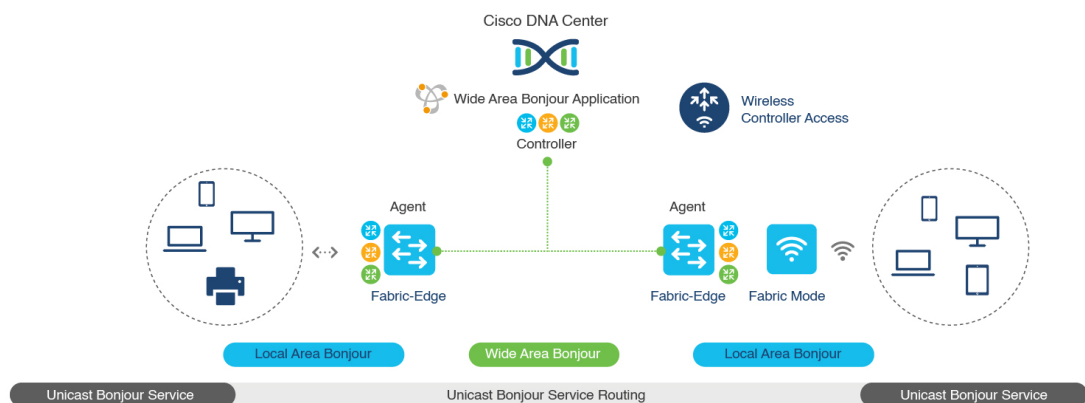 Cisco DNA Center
Wide Area Bonjour Application
Controller
Wireless
Controller Access
Agent
Agent
Fabric-Edge
Fabric-Edge
Fabric Mode
Local Area Bonjour
Wide Area Bonjour
Local Area Bonjour
Unicast Bonjour Service
Unicast Bonjour Service Routing
Unicast Bonjour Service